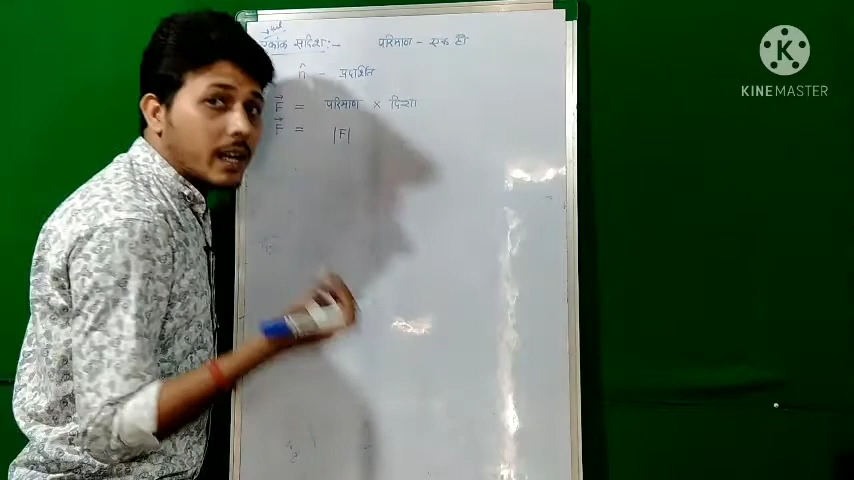 एकांक सदिश :- परिमाण - एक हो
n̂ - प्रदर्शित
F⃗ = परिमाण × दिशा
F⃗ = |F|
K
KINEMASTER